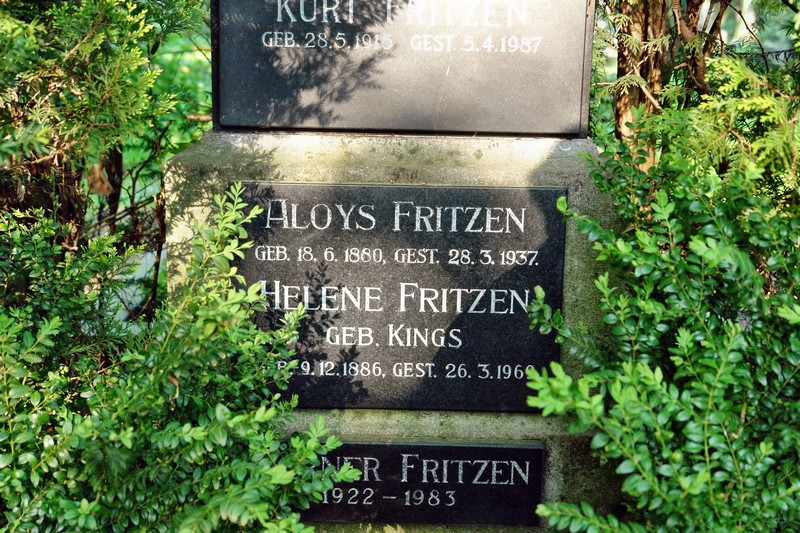 KURT FRITZEN
GEB. 28.5.1915 GEST. 5.4.1987
ALOYS FRITZEN
GEB. 18. 6. 1880, GEST. 28. 3. 1937.
HELENE FRITZEN
GEB. KINGS
9.12.1886, GEST. 26. 3.
FRITZEN
1922 – 1983